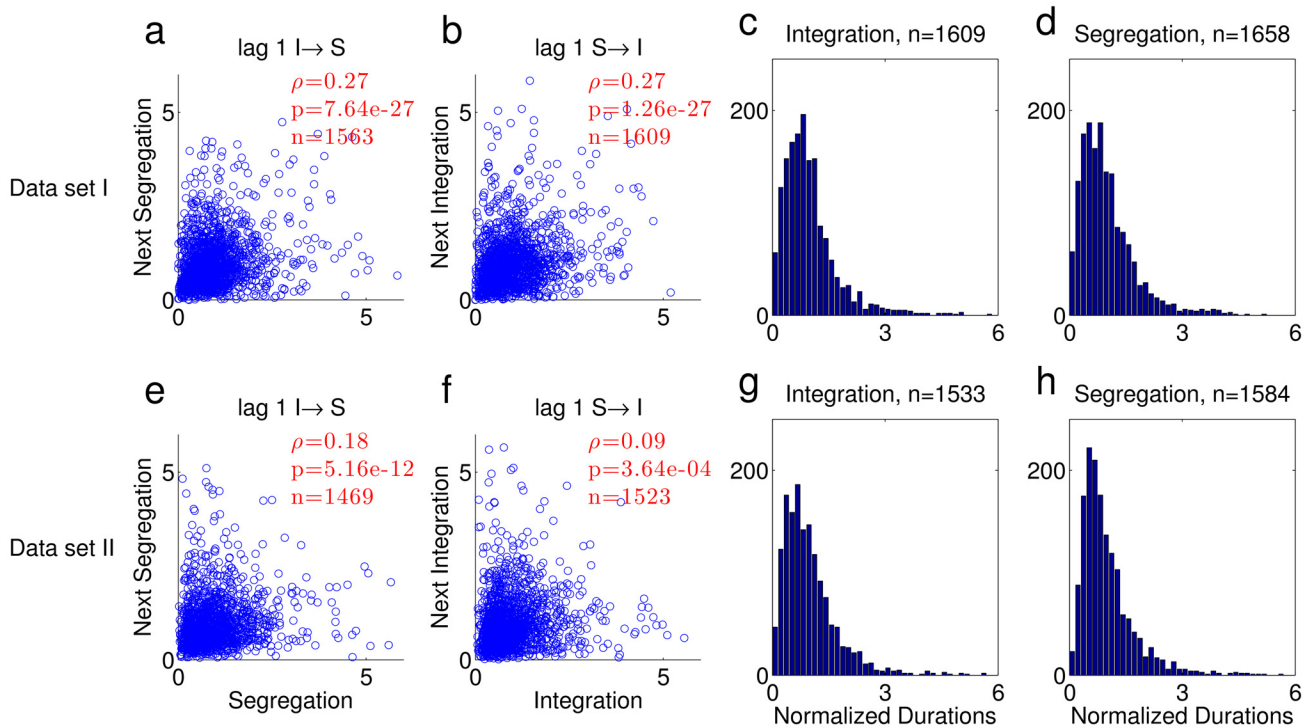 a
lag 1 I→ S
ρ=0.27
p=7.64e-27
n=1563
Next Segregation
5
0
0
5
b
lag 1 S→ I
ρ=0.27
p=1.26e-27
n=1609
Next Integration
5
0
0
5
c
Integration, n=1609
200
0
0
3
6
d
Segregation, n=1658
200
0
0
3
6
Data set I
e
lag 1 I→ S
ρ=0.18
p=5.16e-12
n=1469
Next Segregation
5
0
0
5
Segregation
f
lag 1 S→ I
ρ=0.09
p=3.64e-04
n=1523
Next Integration
5
0
0
5
Integration
g
Integration, n=1533
200
0
0
3
6
Normalized Durations
h
Segregation, n=1584
200
0
0
3
6
Normalized Durations
Data set II